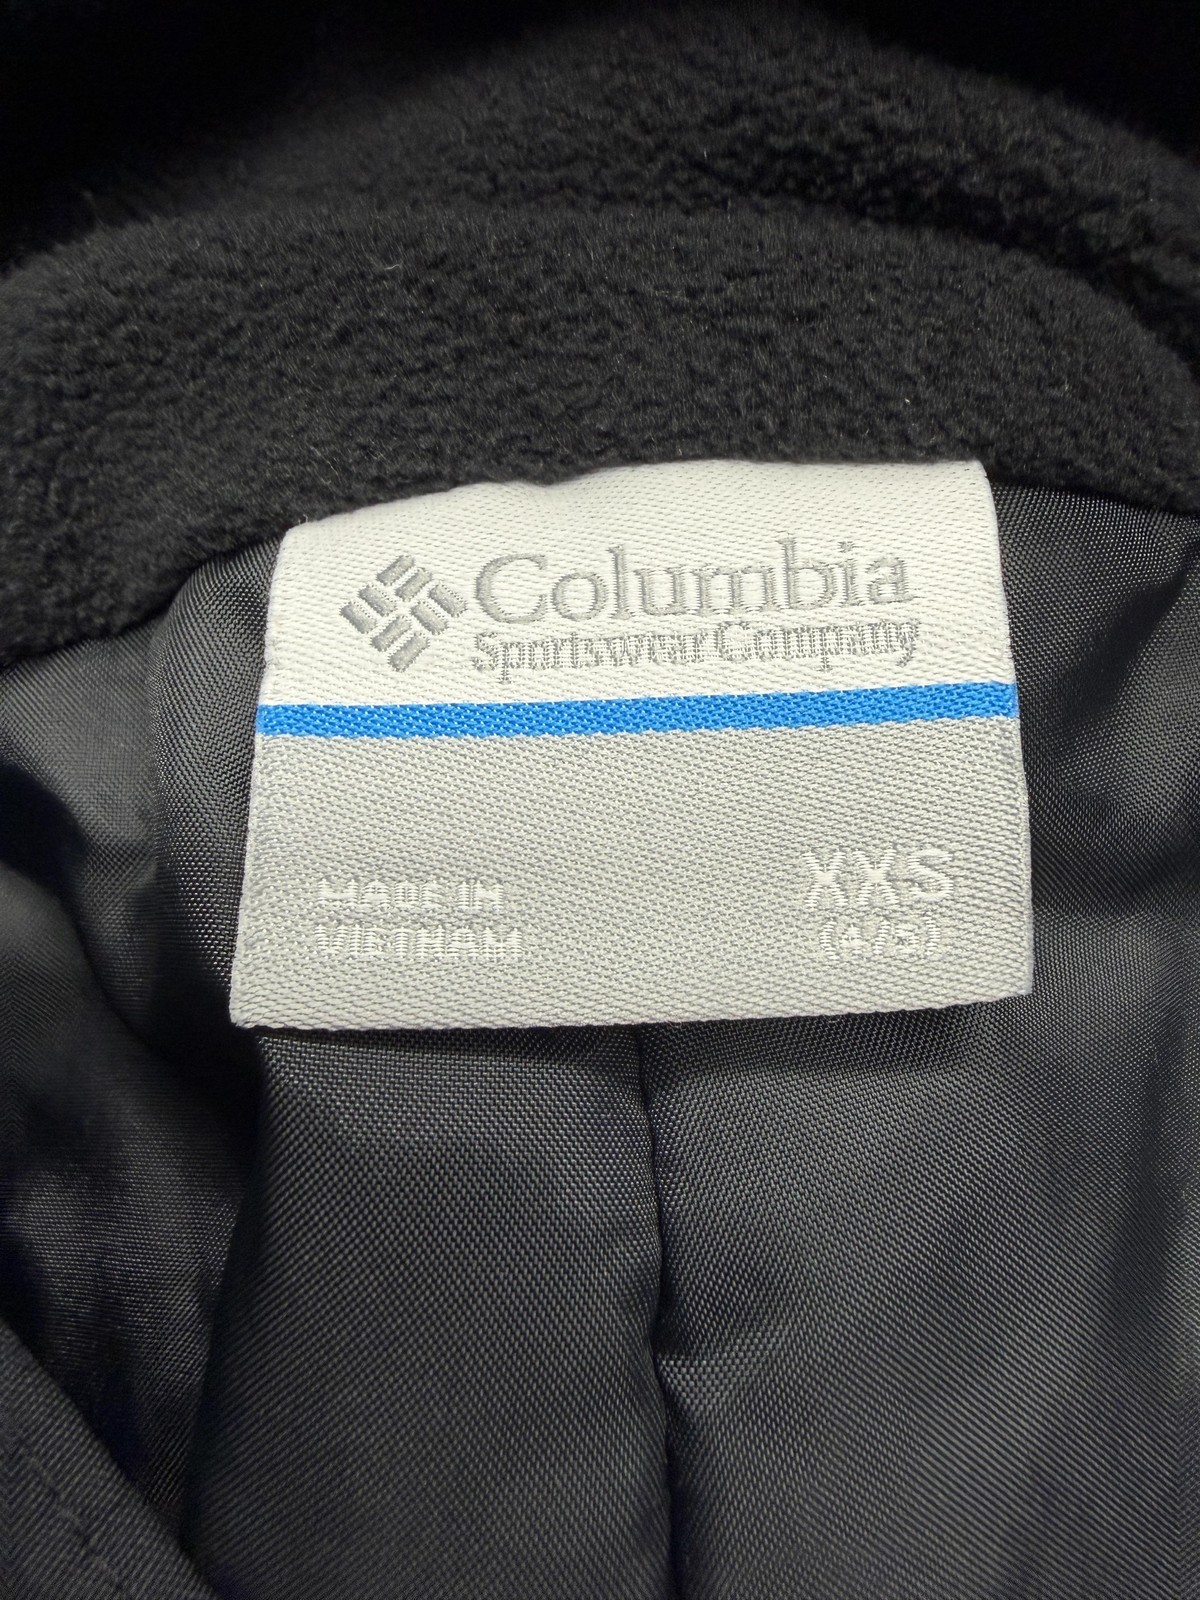 Columbia
Sportswear Company
MADE IN
VIETNAM
XXS
(4/5)